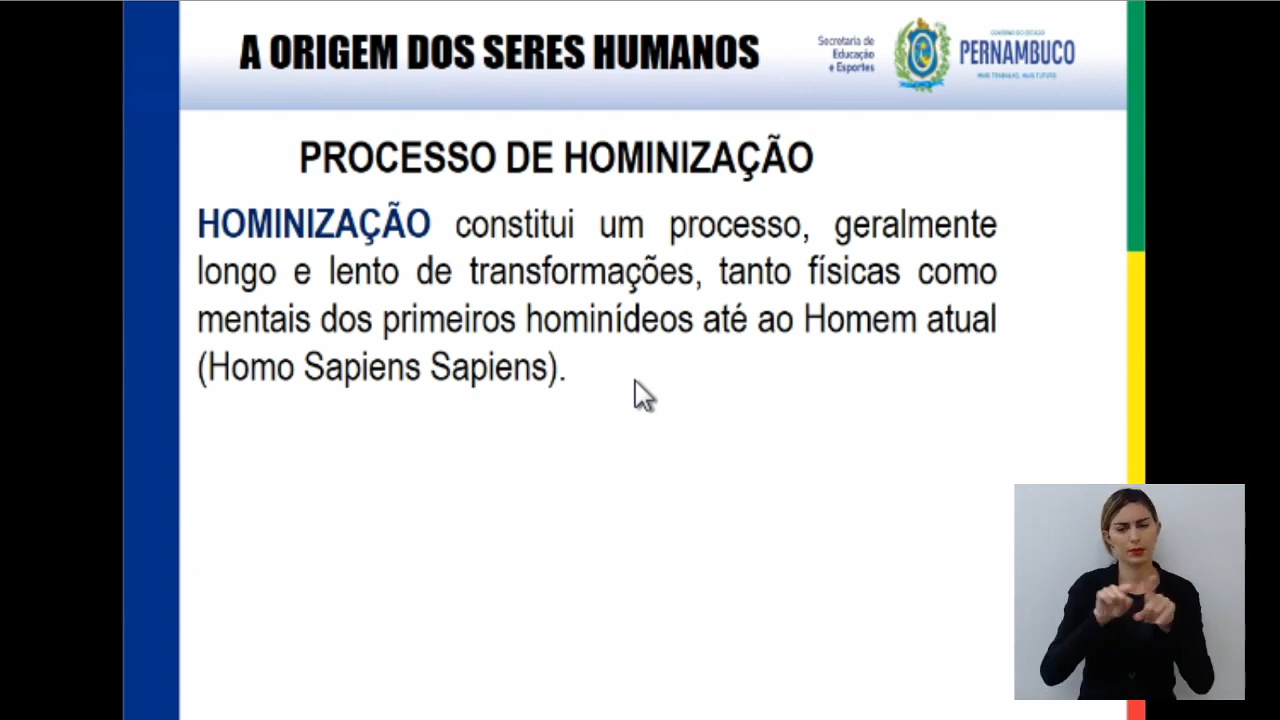 A ORIGEM DOS SERES HUMANOS
Secretaria de
Educação
e Esportes
GOVERNO DO ESTADO
PERNAMBUCO
MAIS TRABALHO, MAIS FUTURO.
PROCESSO DE HOMINIZAÇÃO
HOMINIZAÇÃO constitui um processo, geralmente
longo e lento de transformações, tanto físicas como
mentais dos primeiros hominídeos até ao Homem atual
(Homo Sapiens Sapiens).